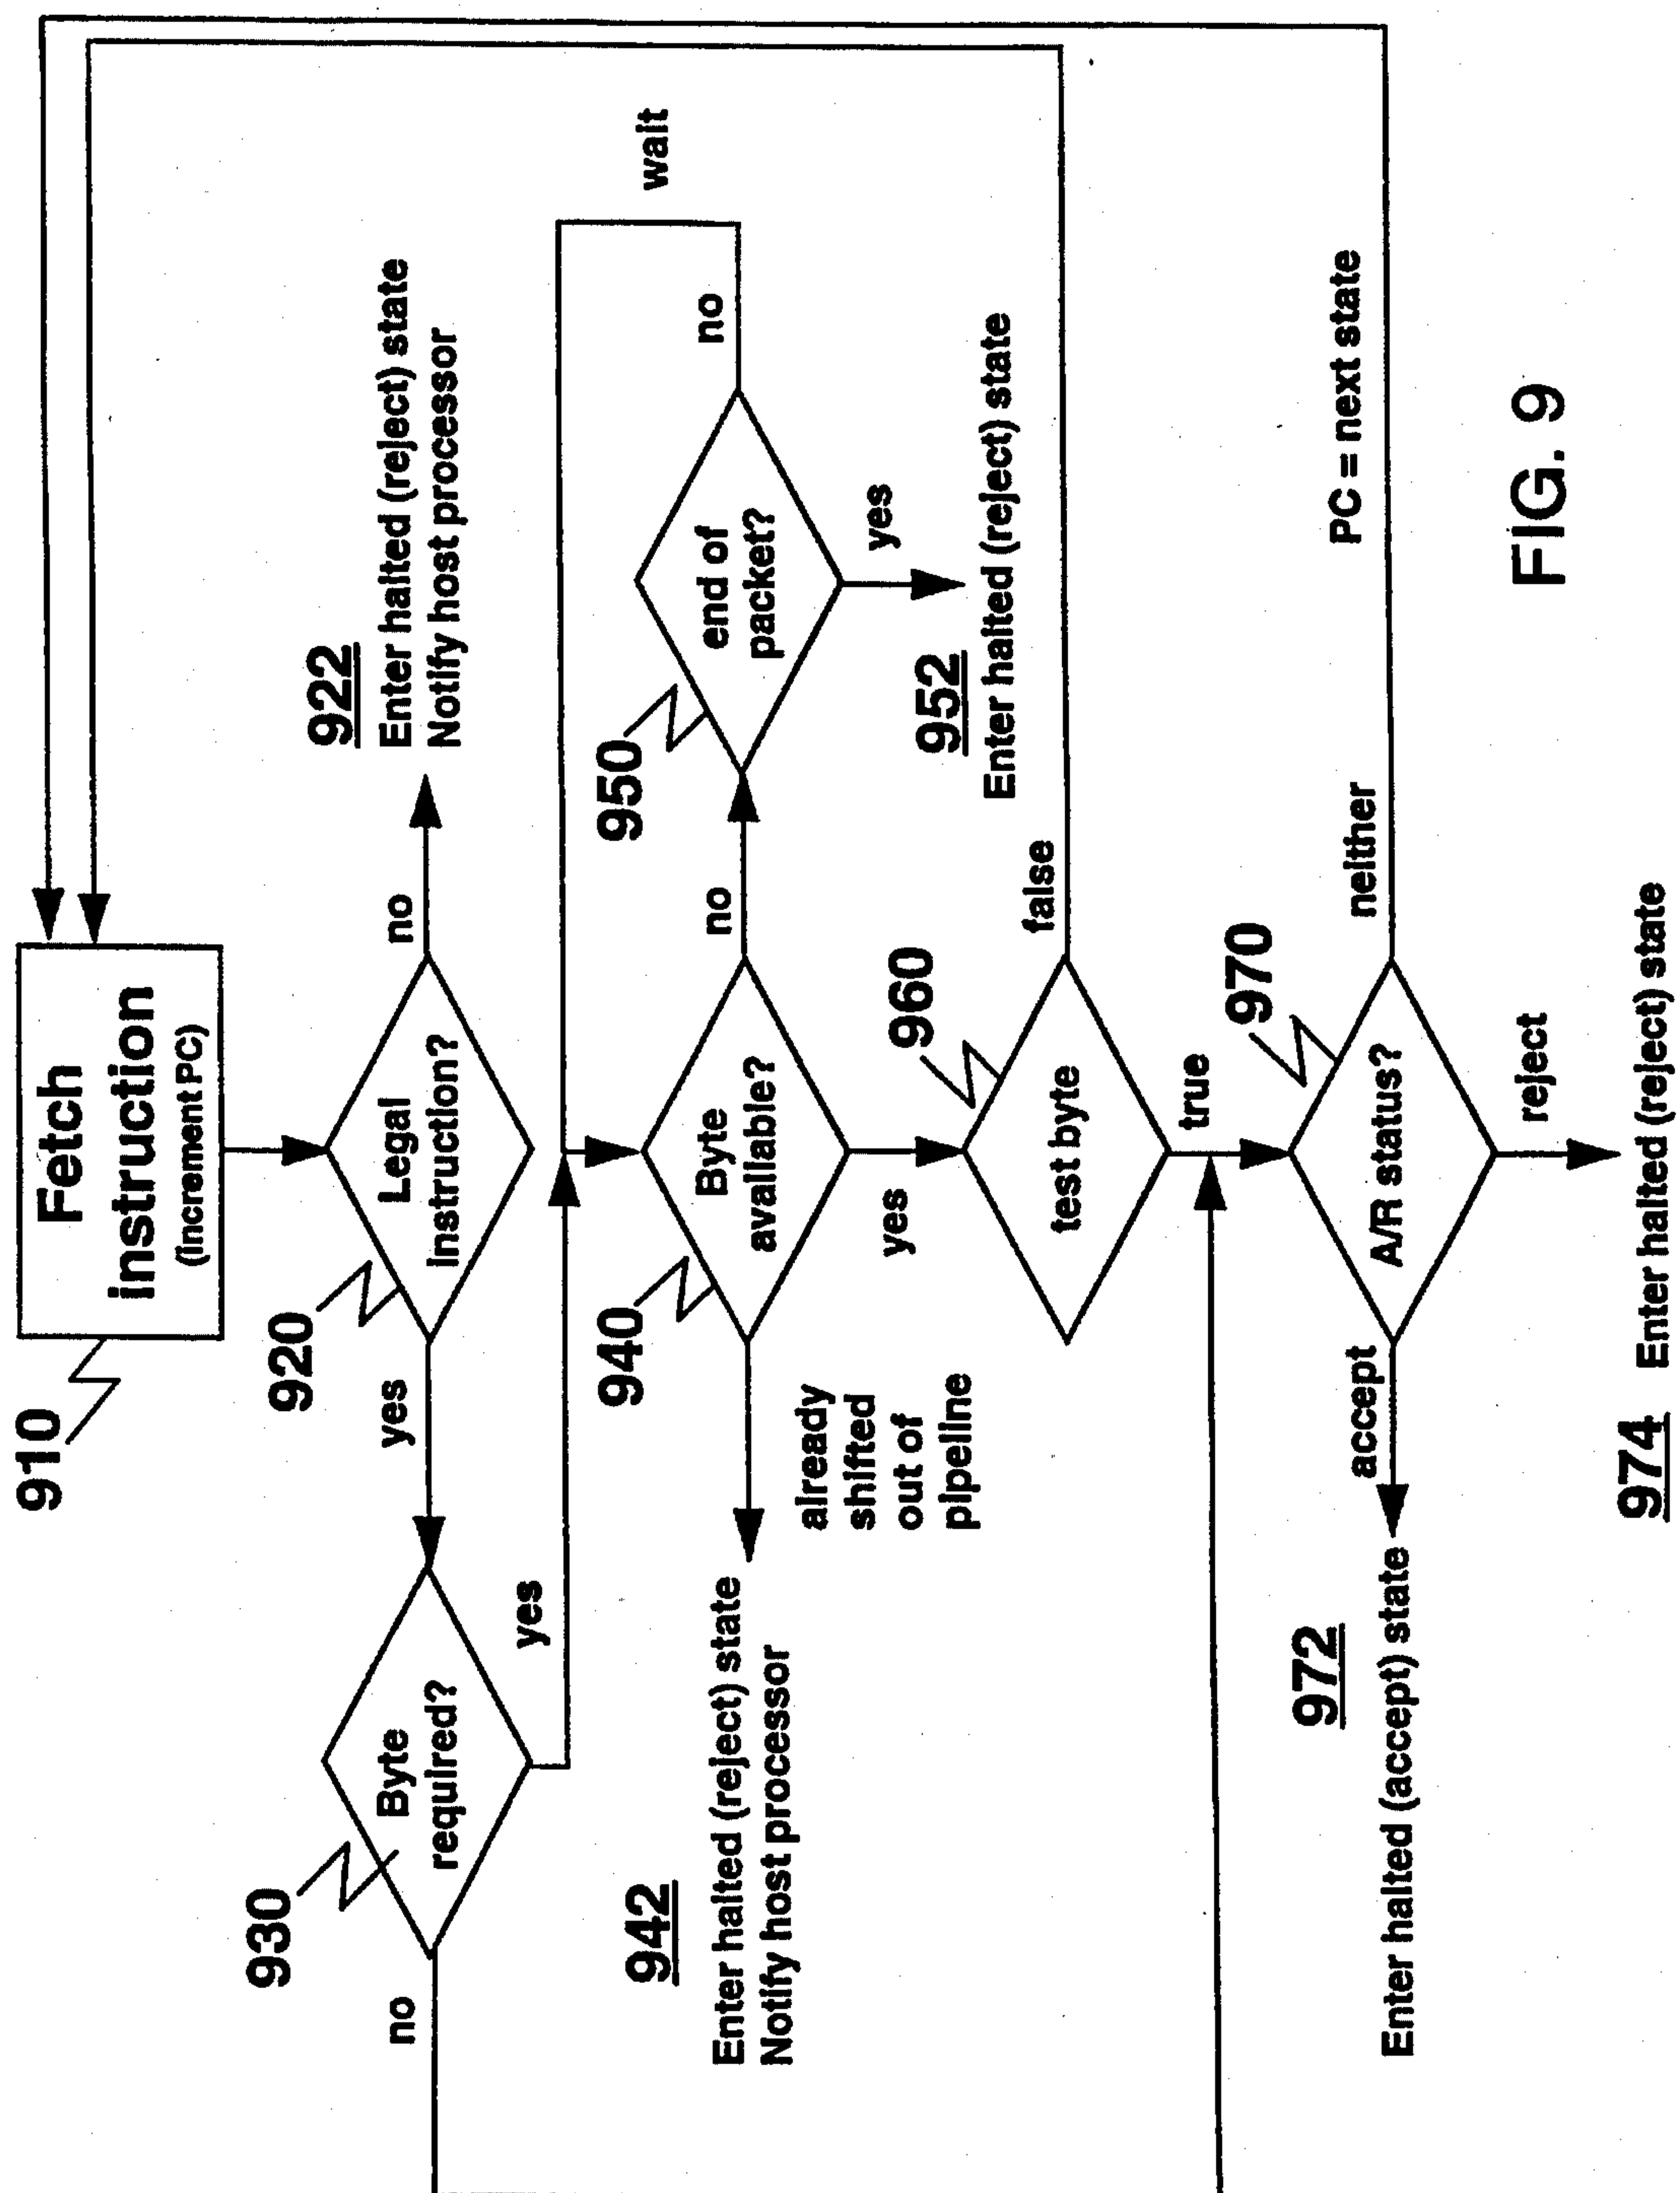 910
Fetch
instruction
(increment PC)
920
Legal
instruction?
no
922
Enter halted (reject) state
Notify host processor
yes
930
Byte
required?
no
yes
wait
940
Byte
available?
no
950
end of
packet?
no
yes
952
Enter halted (reject) state
942
Enter halted (reject) state
Notify host processor
already
shifted
out of
pipeline
yes
960
test byte
false
true
970
A/R status?
neither
PC = next state
accept
972
Enter halted (accept) state
reject
974
Enter halted (reject) state
FIG. 9